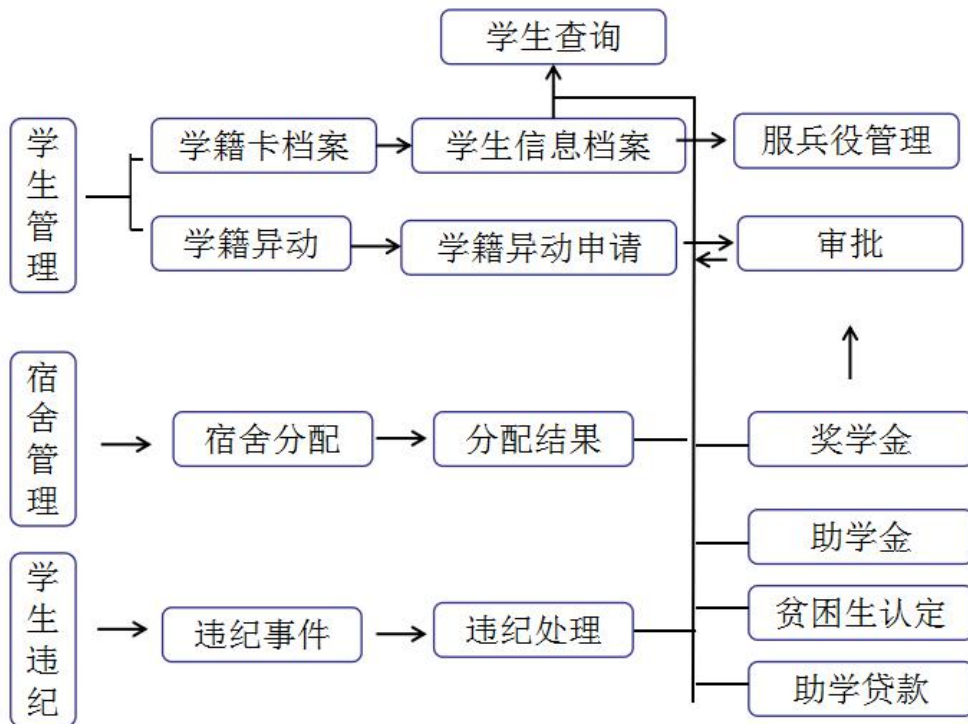 学生查询
学生管理
学籍卡档案
学生信息档案
服兵役管理
学籍异动
学籍异动申请
审批
宿舍管理
宿舍分配
分配结果
奖学金
助学金
学生违纪
违纪事件
违纪处理
贫困生认定
助学贷款